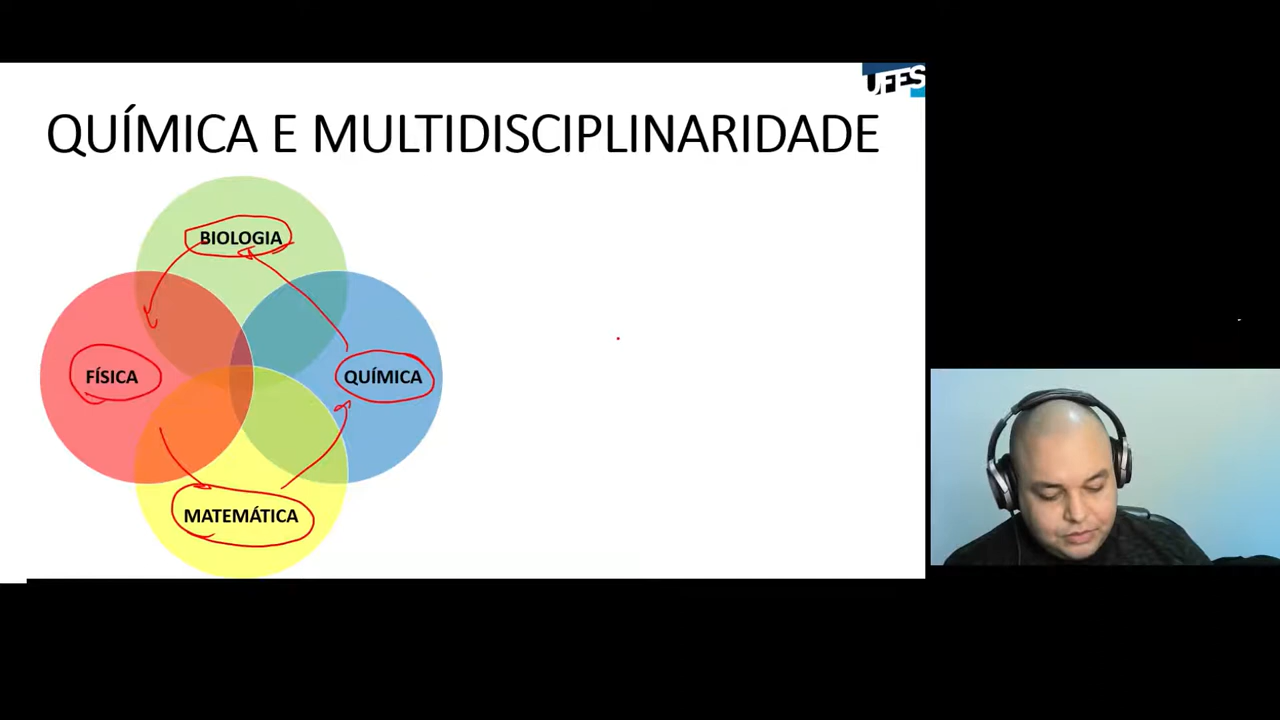 UFES
QUÍMICA E MULTIDISCIPLINARIDADE
BIOLOGIA
FÍSICA
QUÍMICA
MATEMÁTICA